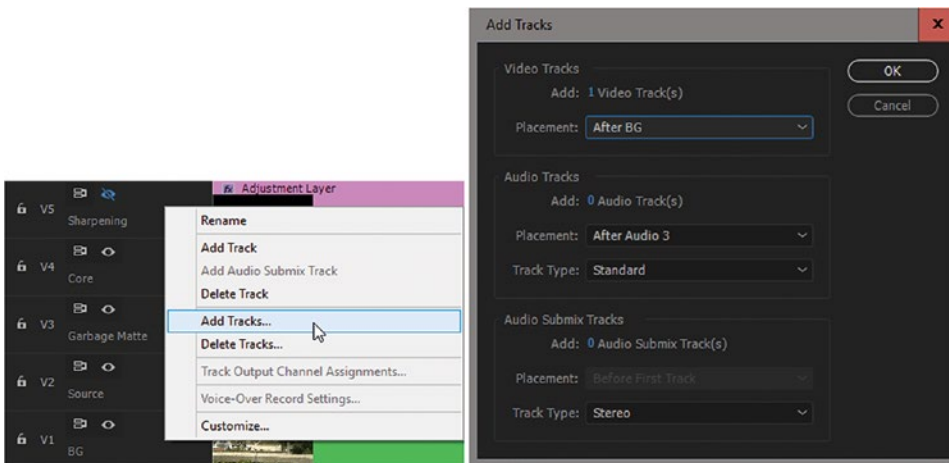 V5
Sharpening
V4
Core
V3
Garbage Matte
V2
Source
V1
BG
fx Adjustment Layer
Rename
Add Track
Add Audio Submix Track
Delete Track
Add Tracks...
Delete Tracks...
Track Output Channel Assignments...
Voice-Over Record Settings...
Customize...
Add Tracks
x
Video Tracks
Add: 1 Video Track(s)
Placement: After BG
Audio Tracks
Add: 0 Audio Track(s)
Placement: After Audio 3
Track Type: Standard
Audio Submix Tracks
Add: 0 Audio Submix Track(s)
Placement: Before First Track
Track Type: Stereo
OK
Cancel